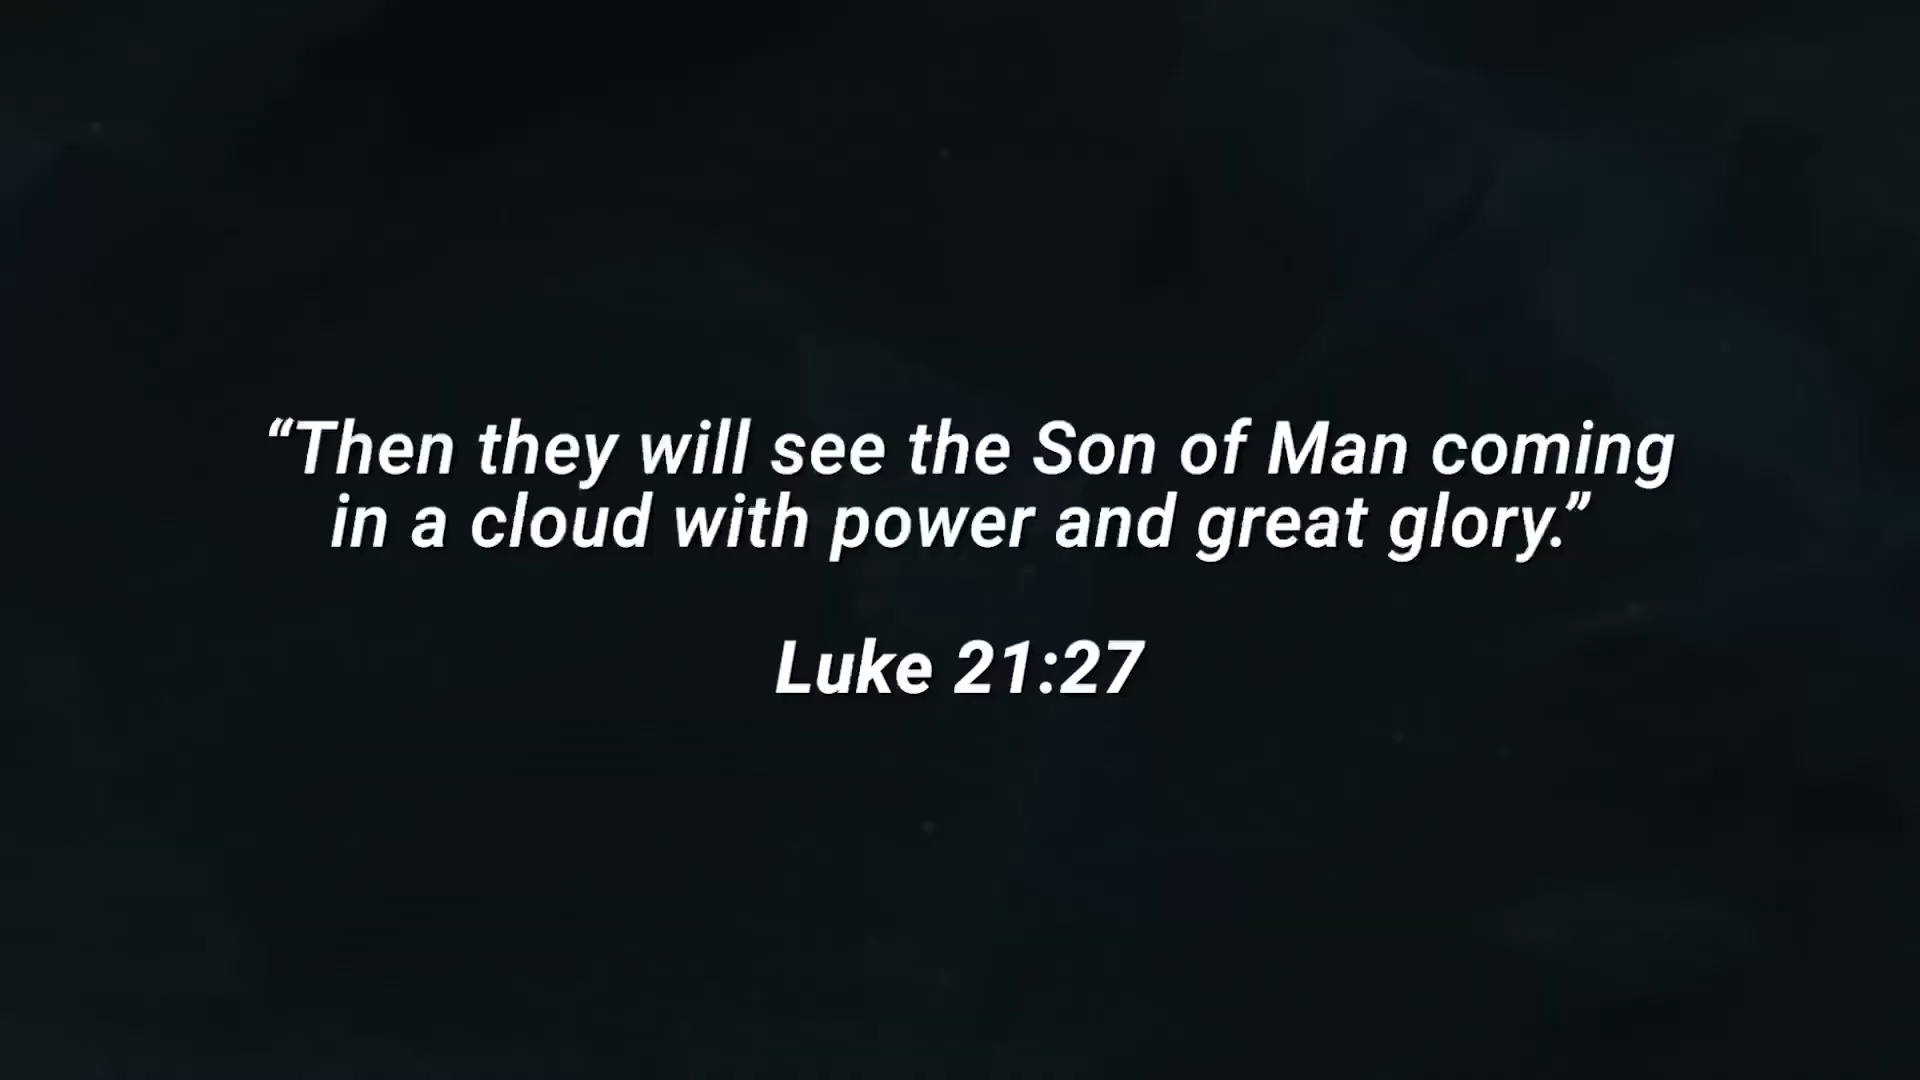 “Then they will see the Son of Man coming
in a cloud with power and great glory.”
Luke 21:27